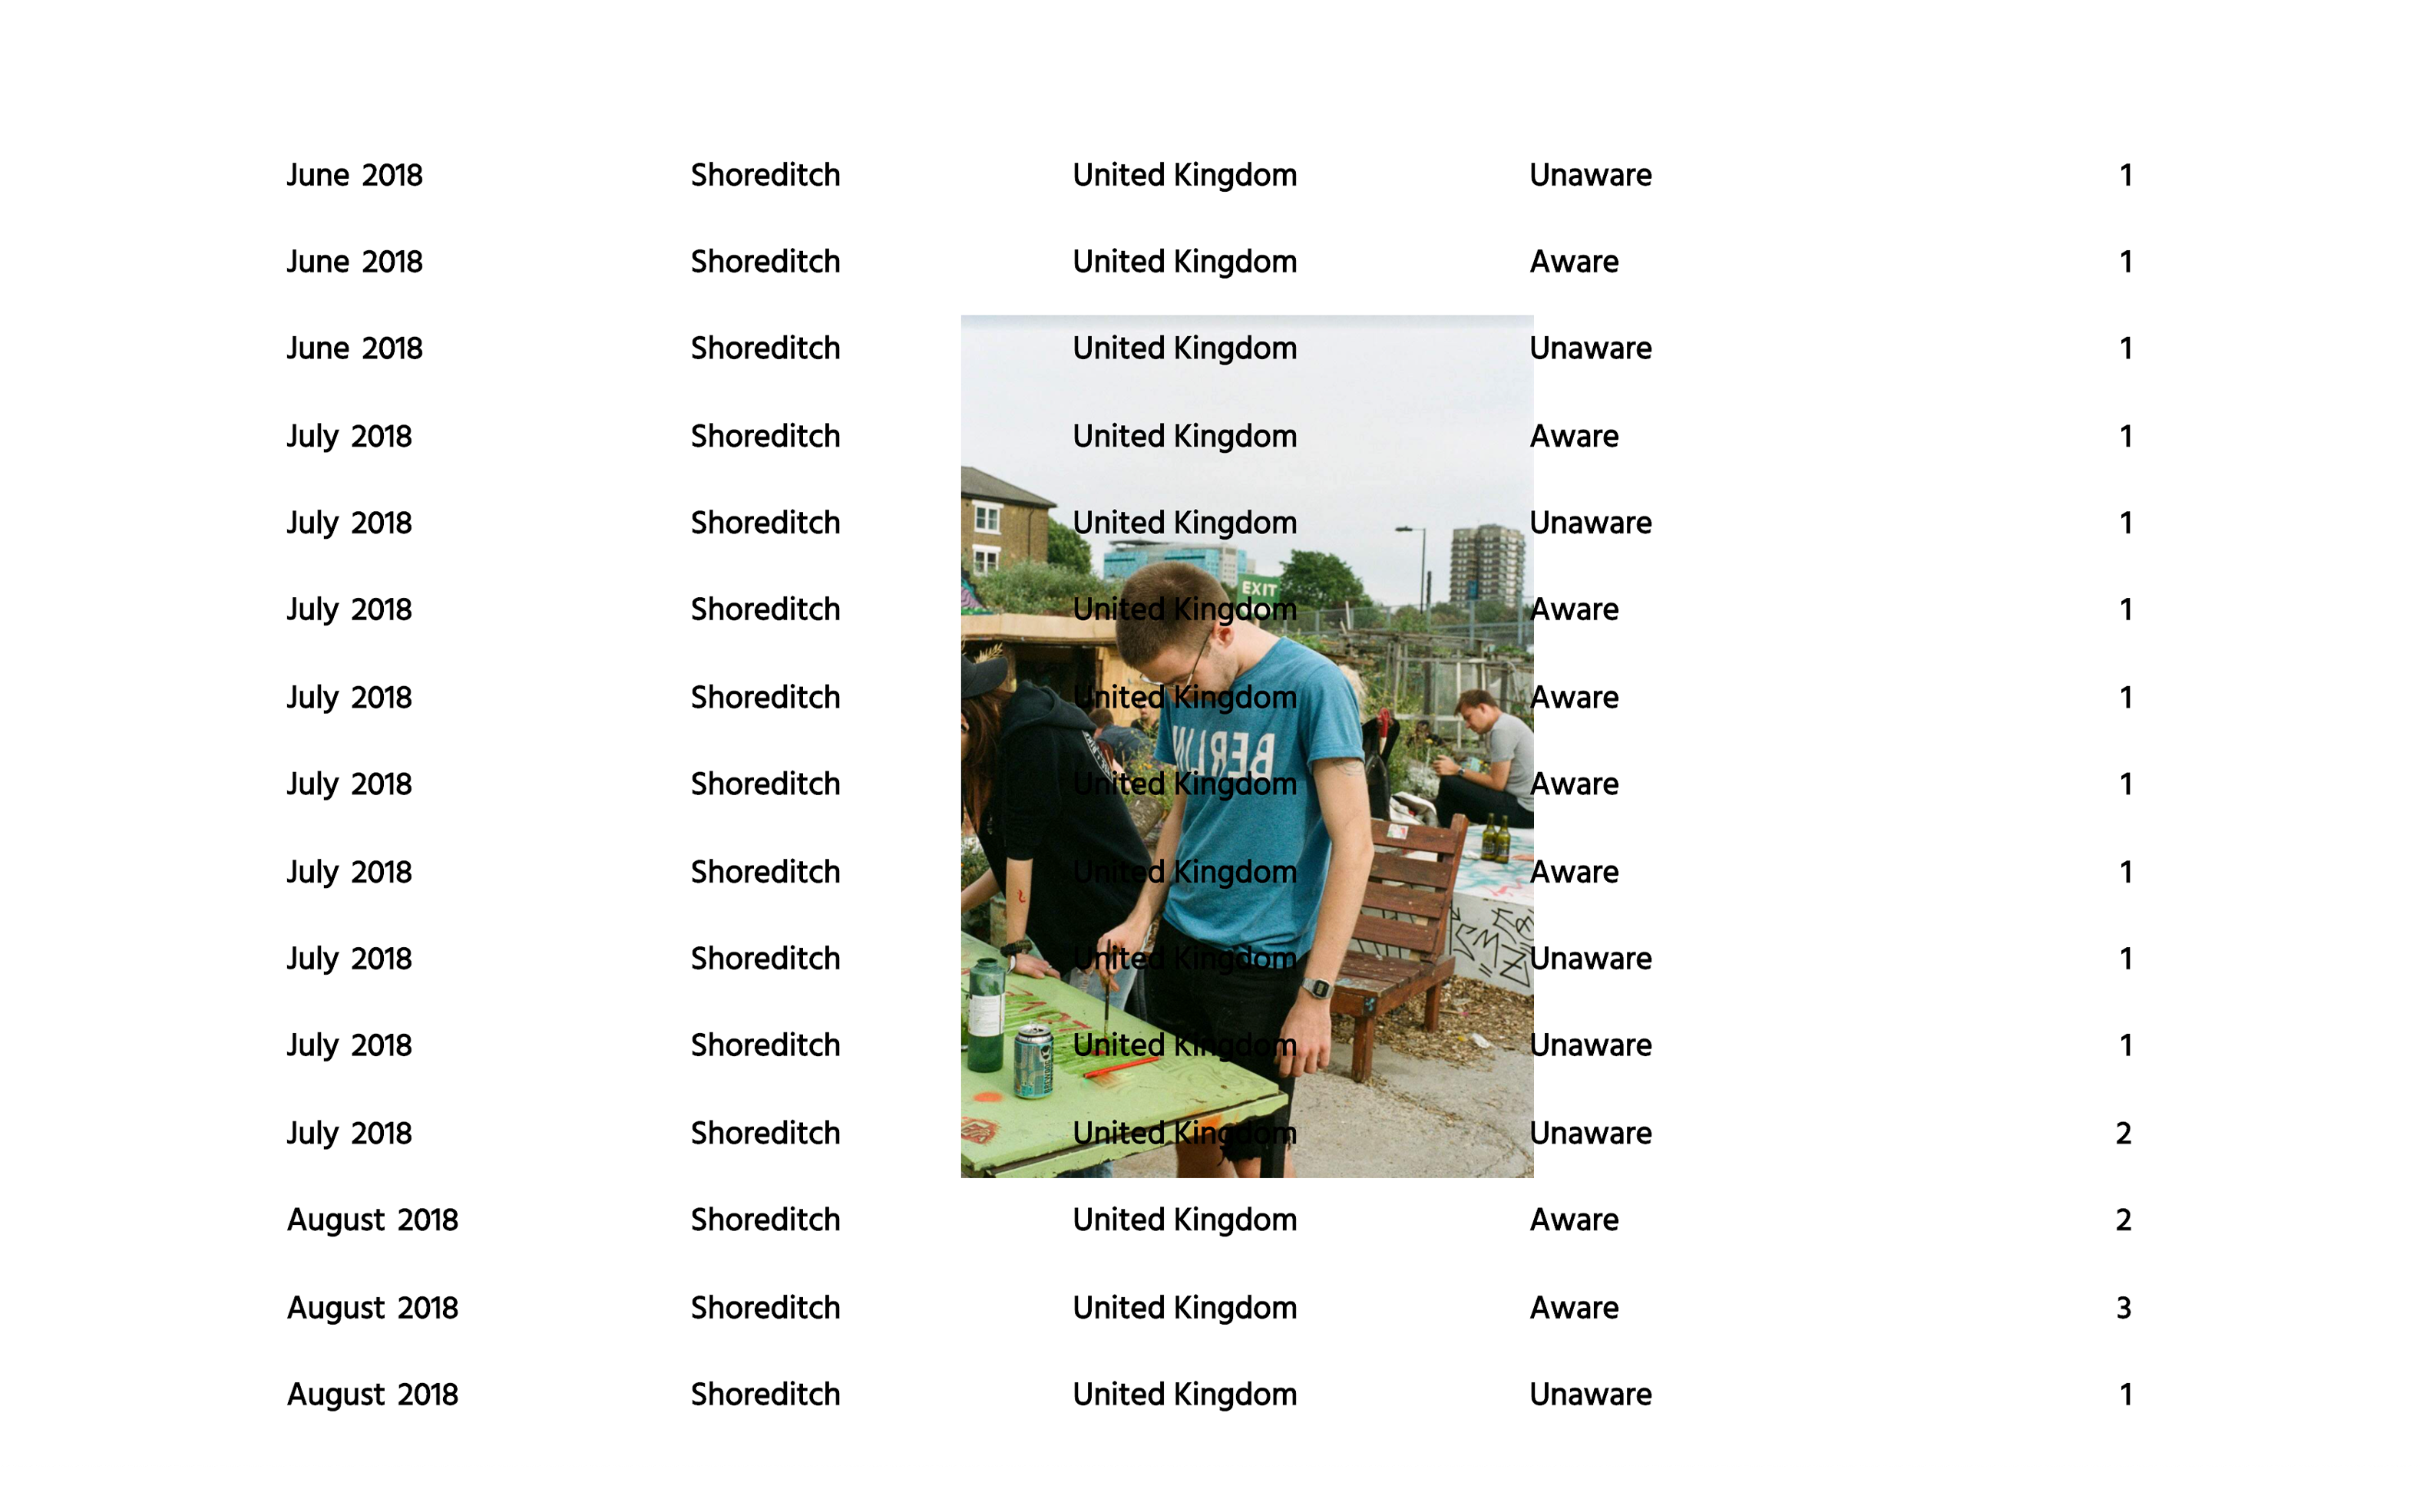 June 2018 Shoreditch United Kingdom Unaware 1
June 2018 Shoreditch United Kingdom Aware 1
June 2018 Shoreditch United Kingdom Unaware 1
July 2018 Shoreditch United Kingdom Aware 1
July 2018 Shoreditch United Kingdom Unaware 1
EXIT
July 2018 Shoreditch United Kingdom Aware 1
July 2018 Shoreditch United Kingdom Aware 1
BERLIN
July 2018 Shoreditch United Kingdom Aware 1
July 2018 Shoreditch United Kingdom Aware 1
July 2018 Shoreditch United Kingdom Unaware 1
July 2018 Shoreditch United Kingdom Unaware 1
July 2018 Shoreditch United Kingdom Unaware 2
August 2018 Shoreditch United Kingdom Aware 2
August 2018 Shoreditch United Kingdom Aware 3
August 2018 Shoreditch United Kingdom Unaware 1